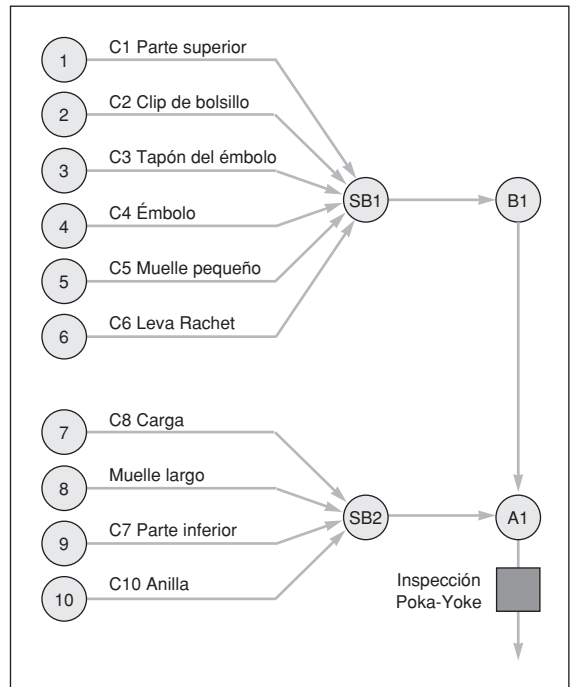 1
C1 Parte superior
2
C2 Clip de bolsillo
3
C3 Tapón del émbolo
4
C4 Émbolo
5
C5 Muelle pequeño
6
C6 Leva Rachet
SB1
B1
7
C8 Carga
8
Muelle largo
9
C7 Parte inferior
10
C10 Anilla
SB2
A1
Inspección
Poka-Yoke